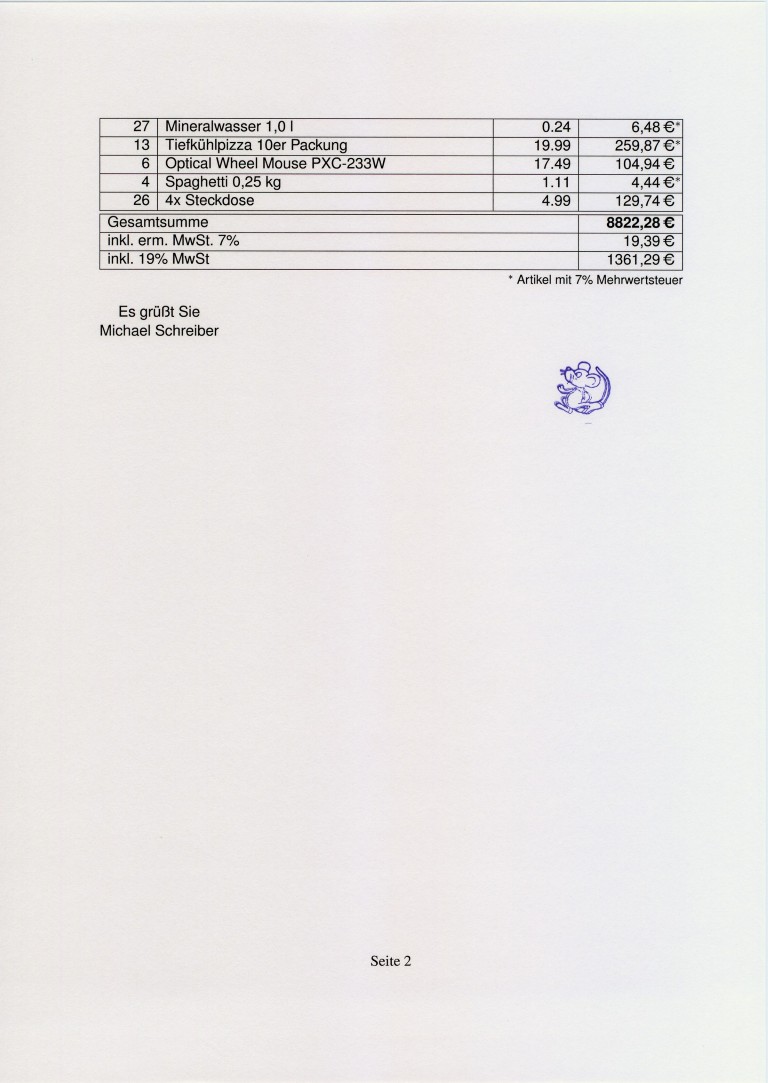 27 Mineralwasser 1,0 l 0.24 6,48 €*
13 Tiefkühlpizza 10er Packung 19.99 259,87 €*
6 Optical Wheel Mouse PXC-233W 17.49 104,94 €
4 Spaghetti 0,25 kg 1.11 4,44 €*
26 4x Steckdose 4.99 129,74 €
Gesamtsumme 8822,28 €
inkl. erm. MwSt. 7% 19,39 €
inkl. 19% MwSt 1361,29 €
* Artikel mit 7% Mehrwertsteuer
Es grüßt Sie
Michael Schreiber
Seite 2